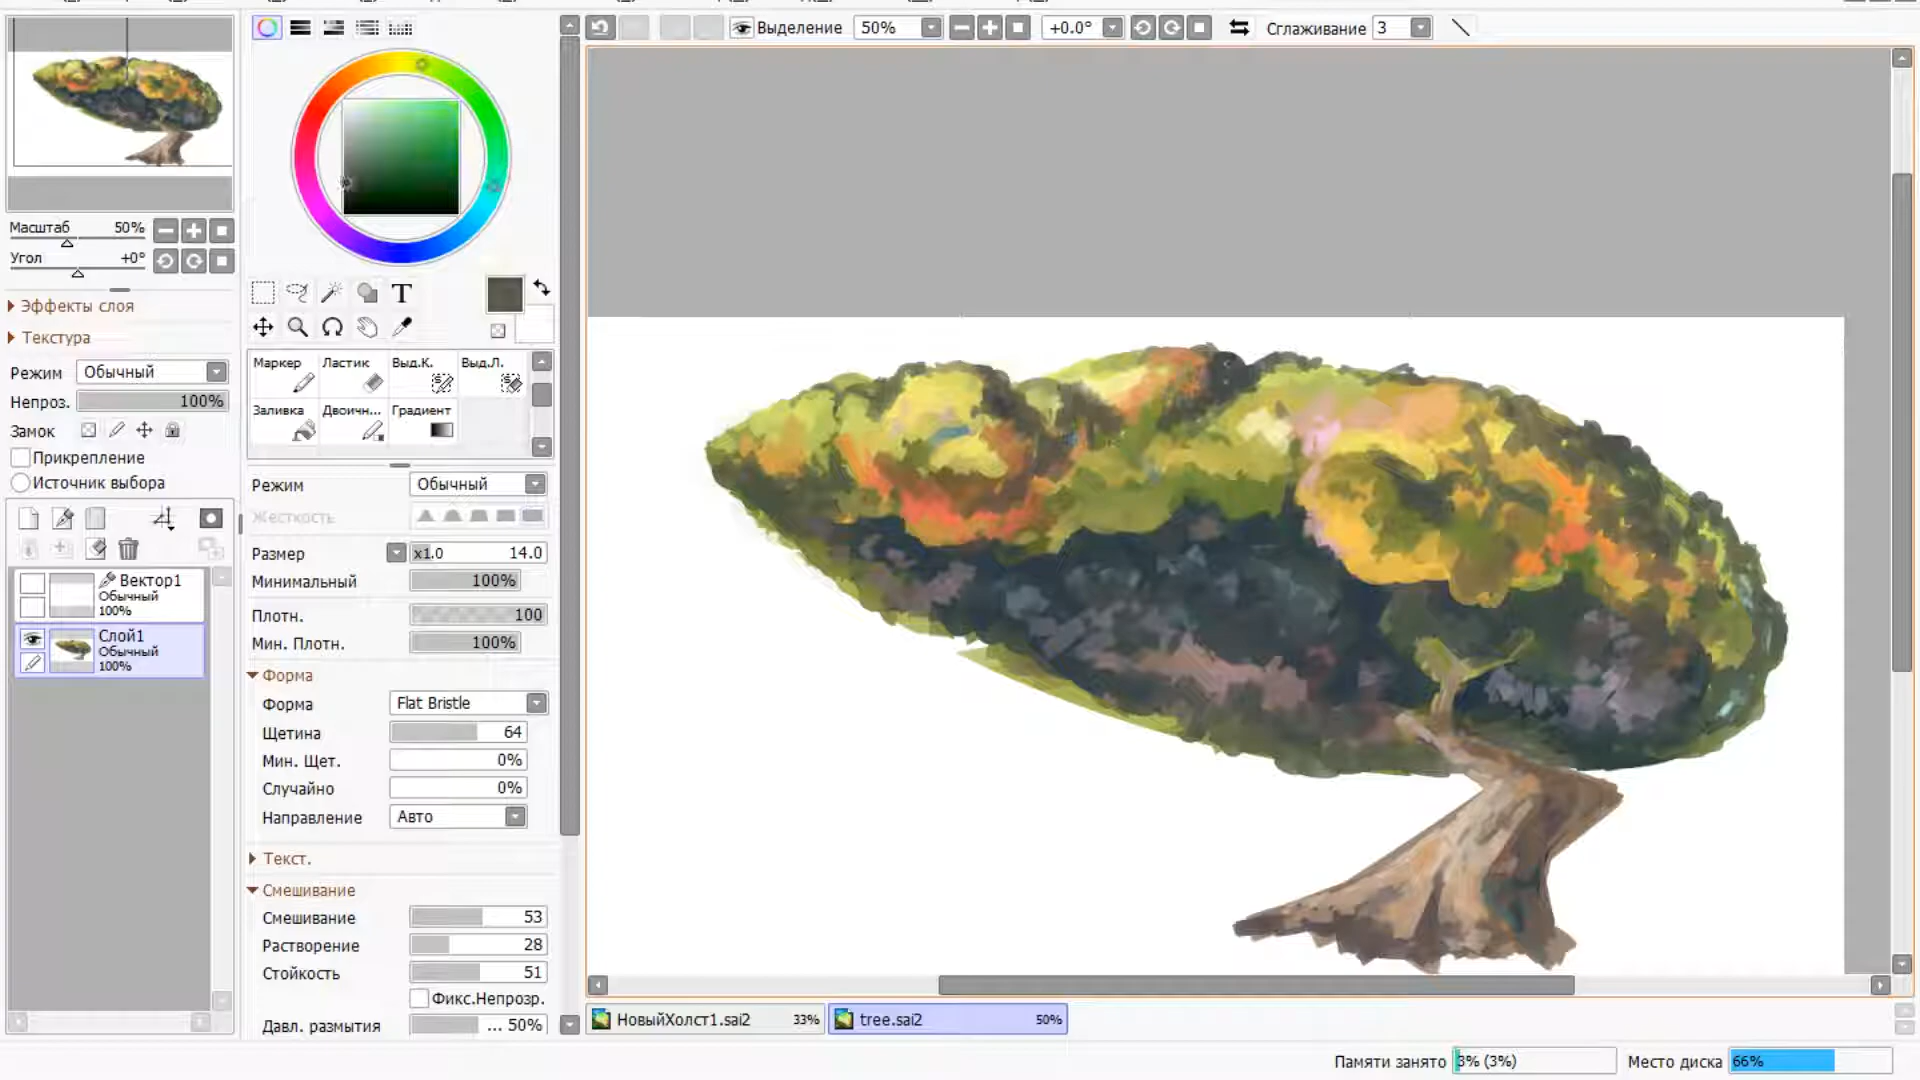 Выделение 50% +0.0° Сглаживание 3
Масштаб 50%
Угол +0°
Эффекты слоя
Текстура
Режим Обычный
Непроз. 100%
Замок
Прикрепление
Источник выбора
Вектор1
Обычный
100%
Слой1
Обычный
100%
T
Маркер Ластик Выд.К. Выд.Л.
Заливка Двоичн... Градиент
Режим Обычный
Жесткость
Размер x1.0 14.0
Минимальный 100%
Плотн. 100
Мин. Плотн. 100%
Форма
Форма Flat Bristle
Щетина 64
Мин. Щет. 0%
Случайно 0%
Направление Авто
Текст.
Смешивание
Смешивание 53
Растворение 28
Стойкость 51
Фикс.Непрозр.
Давл. размытия ... 50%
НовыйХолст1.sai2 33% tree.sai2 50%
Памяти занято 3% (3%) Место диска 66%